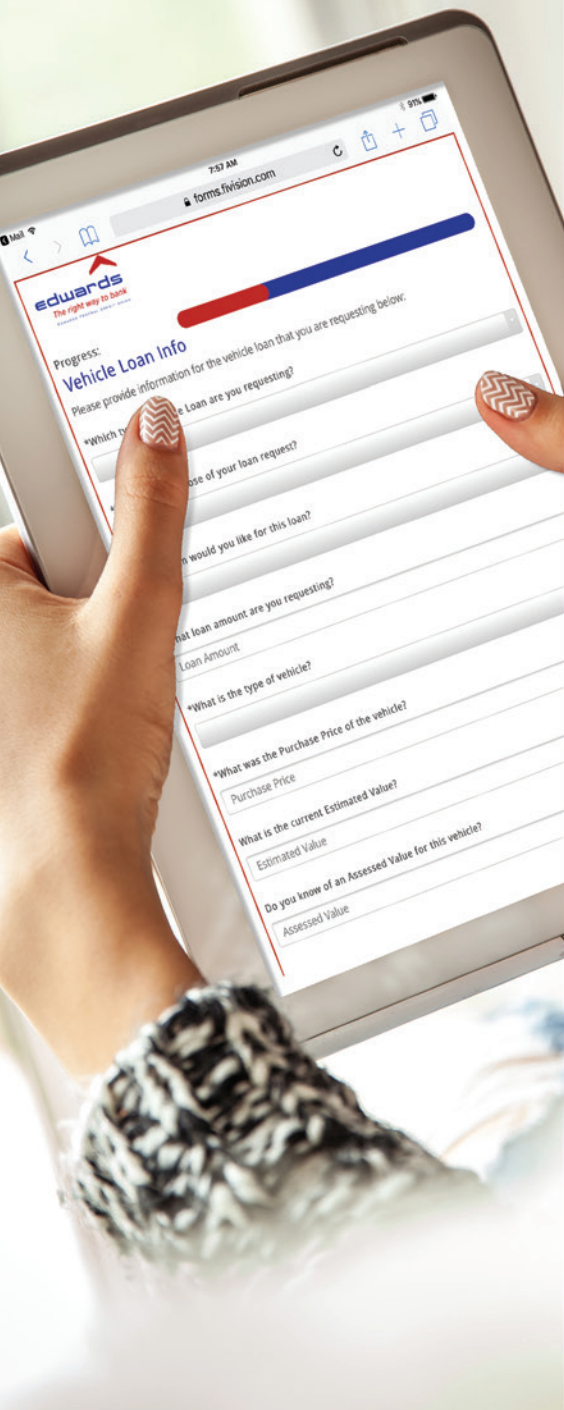 Mail
7:57 AM
91%
forms.fivision.com
edwards
The right way to bank
EDWARDS FEDERAL CREDIT UNION
Progress:
Vehicle Loan Info
Please provide information for the vehicle loan that you are requesting below:
*Which Loan are you requesting?
of your loan request?
would you like for this loan?
loan amount are you requesting?
Loan Amount
*What is the type of vehicle?
*What was the Purchase Price of the vehicle?
Purchase Price
What is the current Estimated Value?
Estimated Value
Do you know of an Assessed Value for this vehicle?
Assessed Value